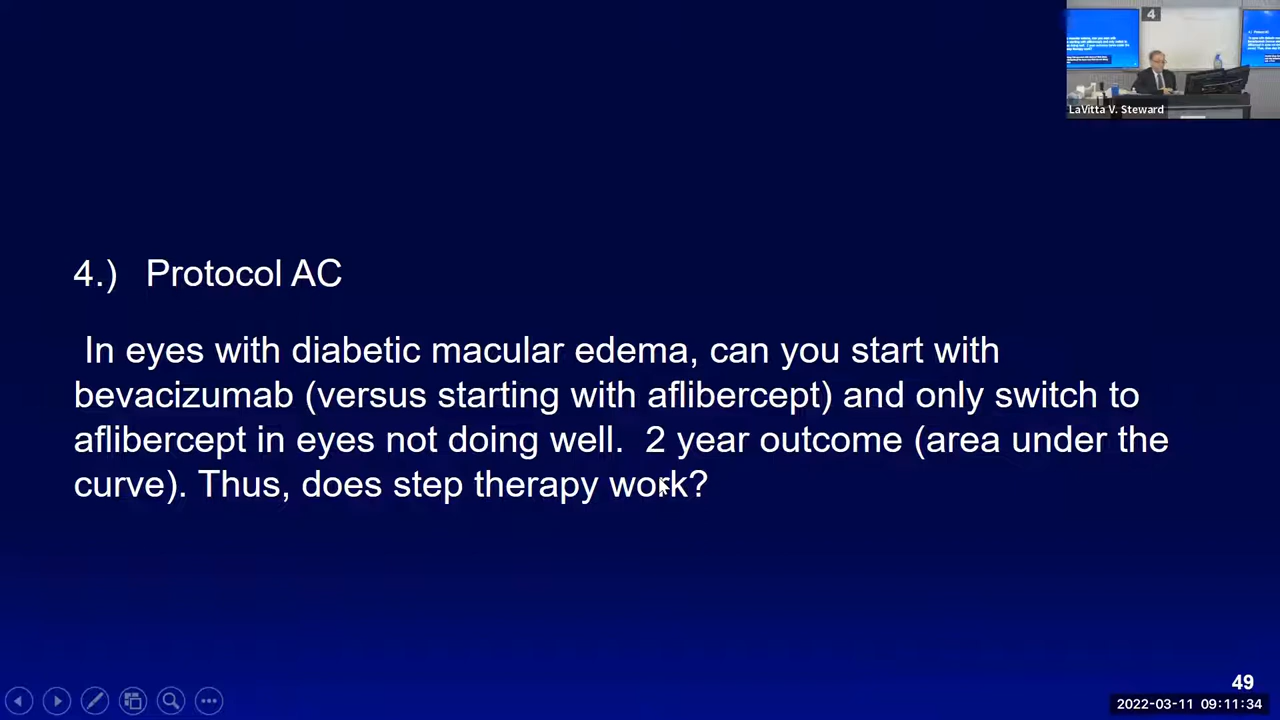 4
LaVitta V. Steward
4.) Protocol AC
In eyes with diabetic macular edema, can you start with
bevacizumab (versus starting with aflibercept) and only switch to
aflibercept in eyes not doing well. 2 year outcome (area under the
curve). Thus, does step therapy work?
49
2022-03-11 09:11:34